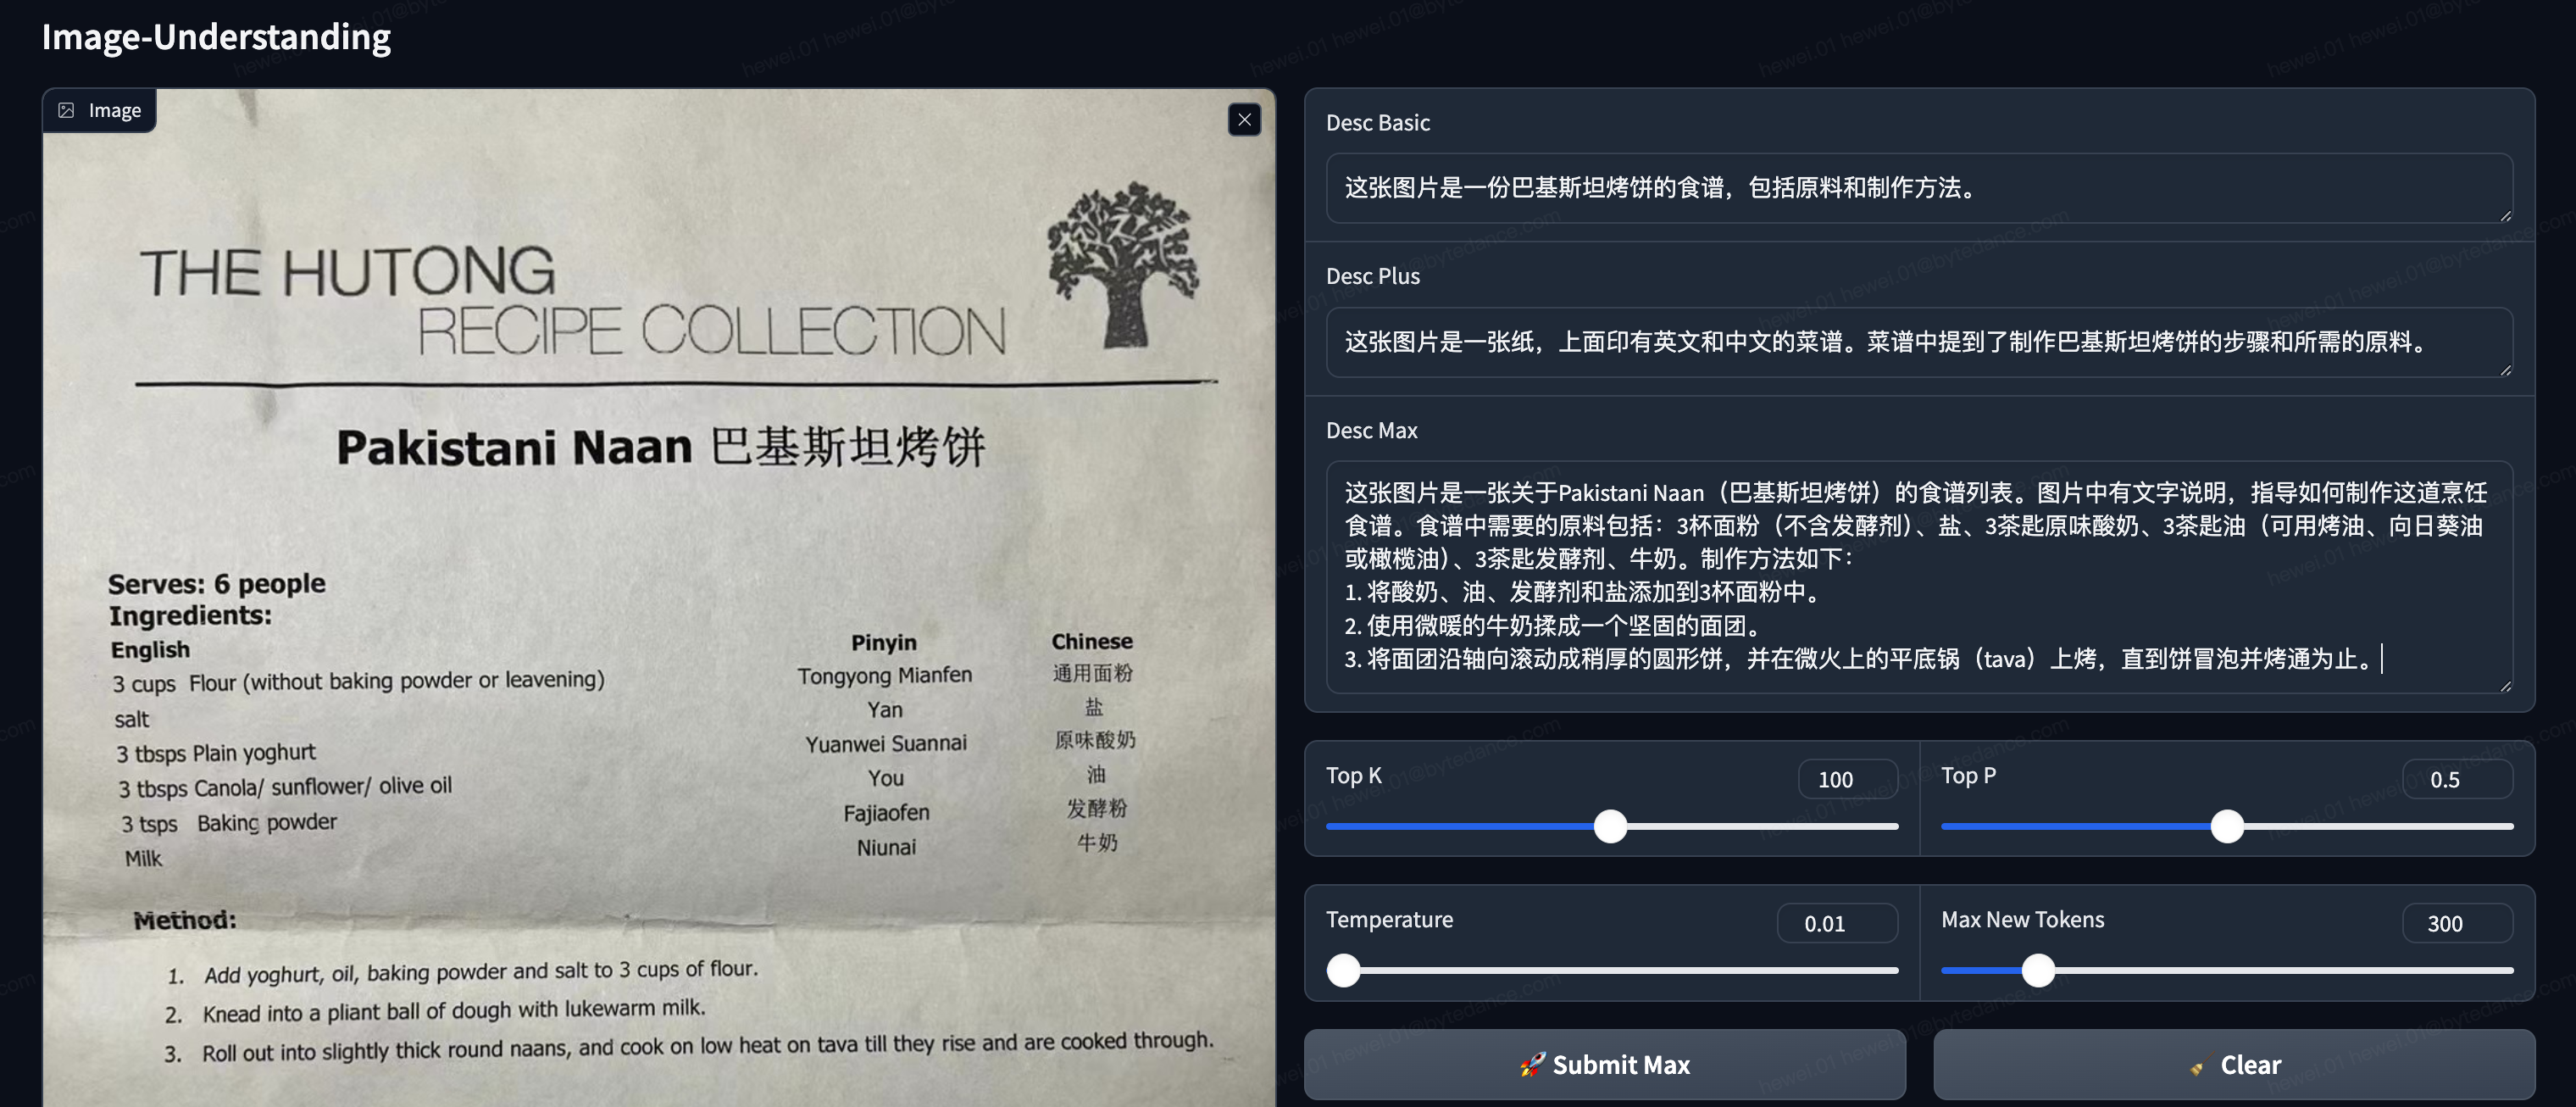 Image-Understanding
Image
THE HUTONG
RECIPE COLLECTION
Pakistani Naan 巴基斯坦烤饼
Serves: 6 people
Ingredients:
English Pinyin Chinese
3 cups Flour (without baking powder or leavening) Tongyong Mianfen 通用面粉
salt Yan 盐
3 tbsps Plain yoghurt Yuanwei Suannai 原味酸奶
3 tbsps Canola/ sunflower/ olive oil You 油
3 tsps Baking powder Fajiaofen 发酵粉
Milk Niunai 牛奶
Method:
1. Add yoghurt, oil, baking powder and salt to 3 cups of flour.
2. Knead into a pliant ball of dough with lukewarm milk.
3. Roll out into slightly thick round naans, and cook on low heat on tava till they rise and are cooked through.
Desc Basic
这张图片是一份巴基斯坦烤饼的食谱，包括原料和制作方法。
Desc Plus
这张图片是一张纸，上面印有英文和中文的菜谱。菜谱中提到了制作巴基斯坦烤饼的步骤和所需的原料。
Desc Max
这张图片是一张关于Pakistani Naan（巴基斯坦烤饼）的食谱列表。图片中有文字说明，指导如何制作这道烹饪
食谱。食谱中需要的原料包括：3杯面粉（不含发酵剂）、盐、3茶匙原味酸奶、3茶匙油（可用烤油、向日葵油
或橄榄油）、3茶匙发酵剂、牛奶。制作方法如下：
1. 将酸奶、油、发酵剂和盐添加到3杯面粉中。
2. 使用微暖的牛奶揉成一个坚固的面团。
3. 将面团沿轴向滚动成稍厚的圆形饼，并在微火上的平底锅（tava）上烤，直到饼冒泡并烤通为止。
Top K 100
Top P 0.5
Temperature 0.01
Max New Tokens 300
🚀 Submit Max
🧹 Clear
hewei.01@bytedance.com